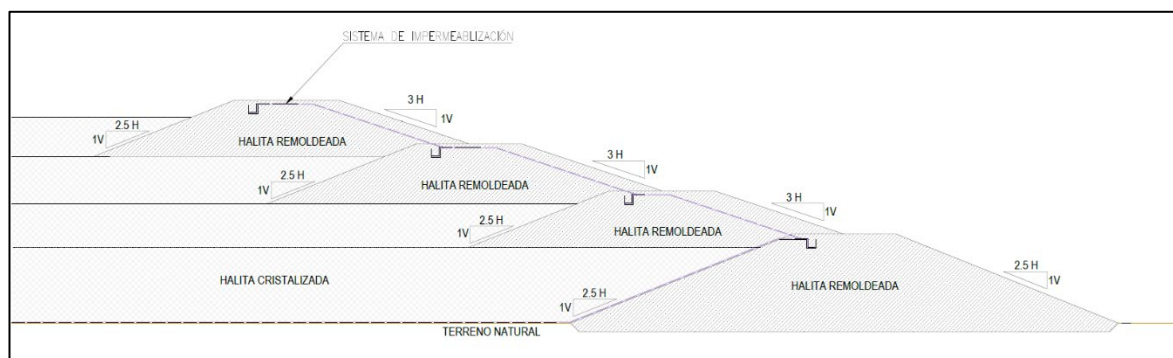 SISTEMA DE IMPERMEABLIZACIÓN
3 H
1V
2.5 H
1V
HALITA REMOLDEADA
3 H
1V
2.5 H
1V
HALITA REMOLDEADA
3 H
1V
2.5 H
1V
HALITA REMOLDEADA
2.5 H
1V
HALITA CRISTALIZADA
HALITA REMOLDEADA
2.5 H
1V
TERRENO NATURAL